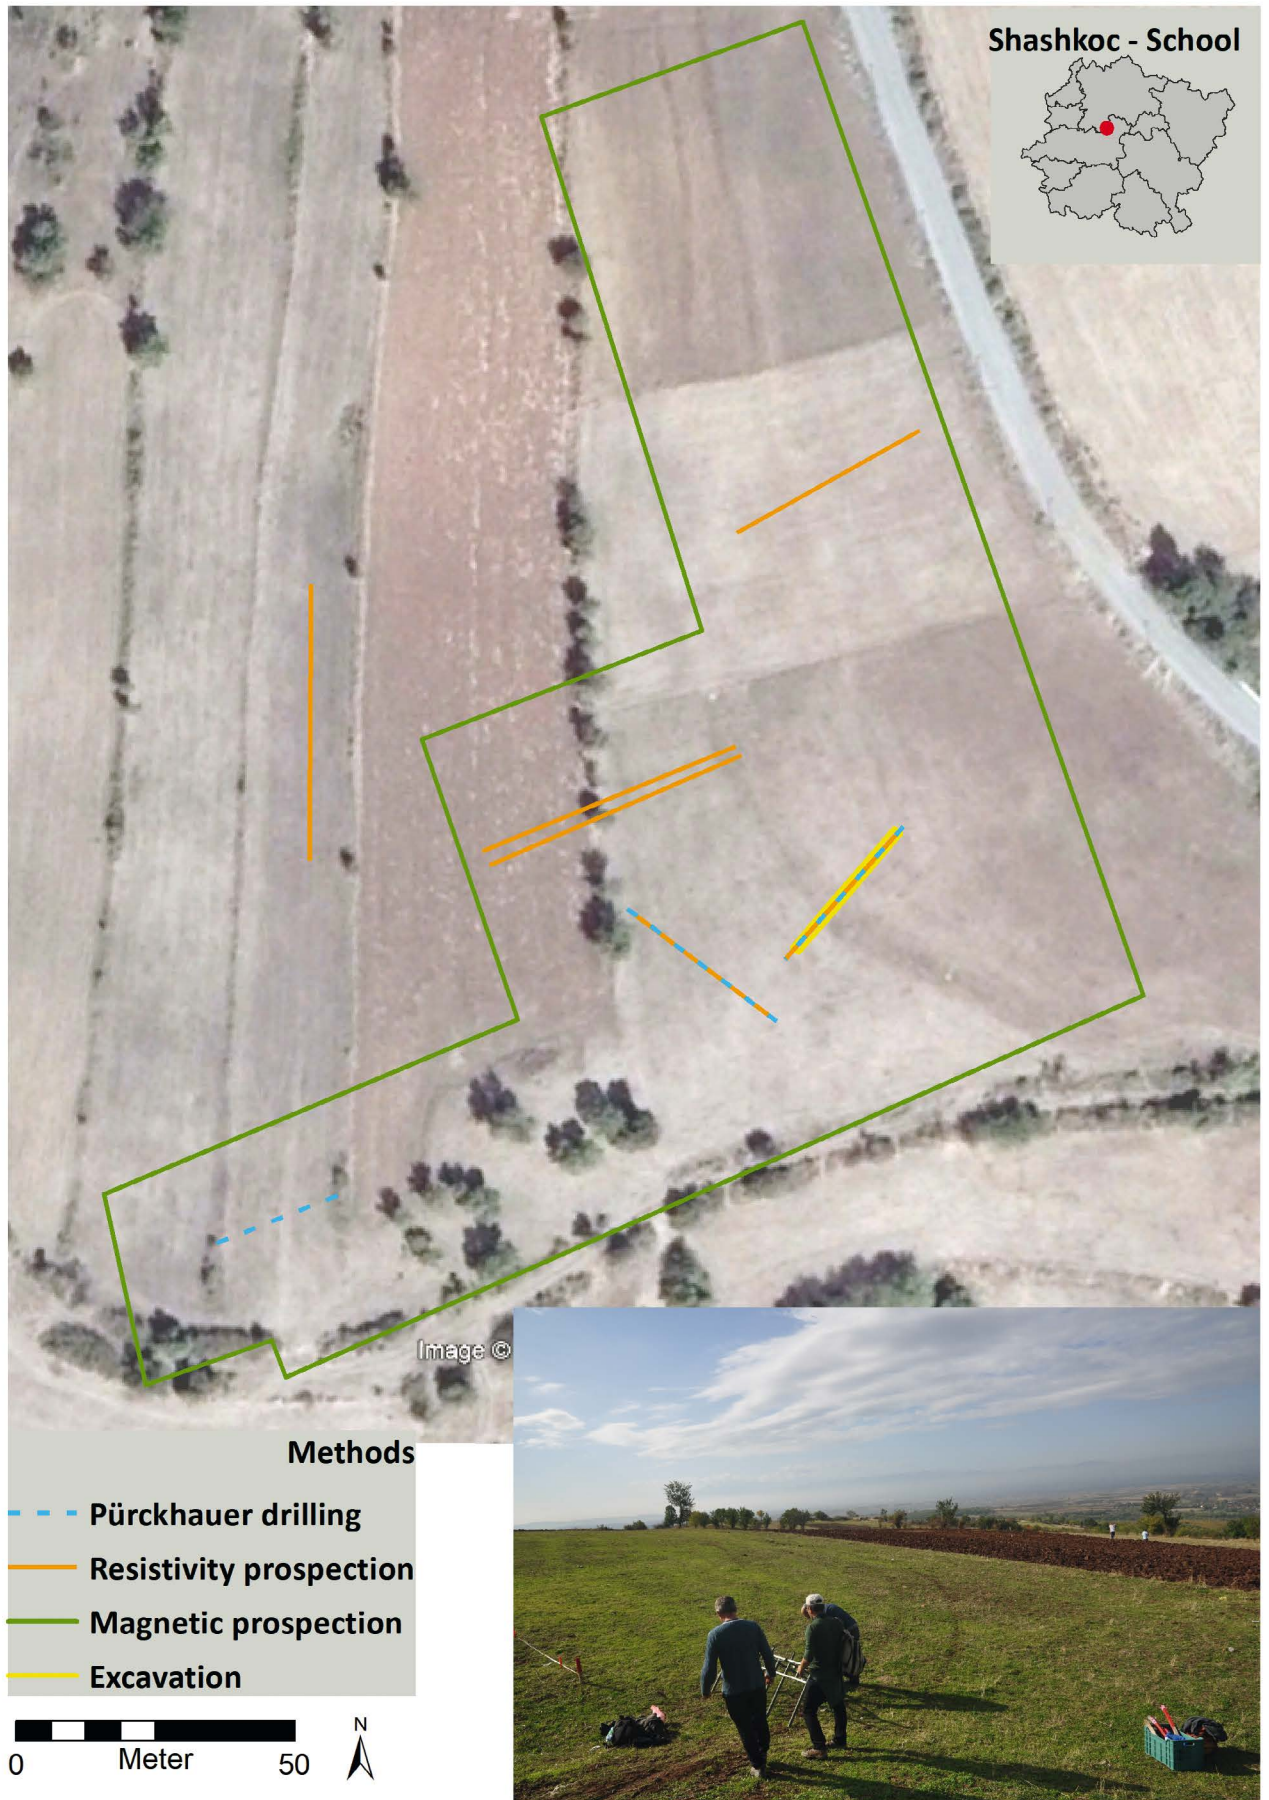 Shashkoc - School
Image ©
Methods
Pürckhauer drilling
Resistivity prospection
Magnetic prospection
Excavation
N
0 Meter 50